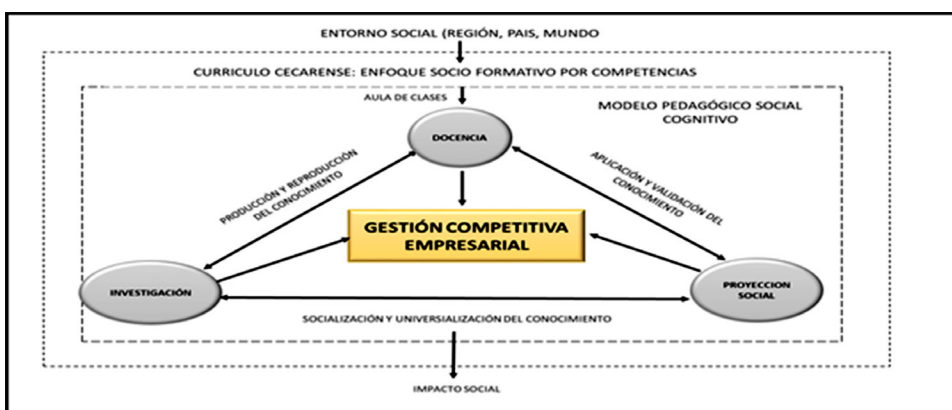 ENTORNO SOCIAL (REGIÓN, PAIS, MUNDO
CURRICULO CECARENSE: ENFOQUE SOCIO FORMATIVO POR COMPETENCIAS
AULA DE CLASES
MODELO PEDAGÓGICO SOCIAL
COGNITIVO
DOCENCIA
PRODUCCIÓN Y REPRODUCCIÓN
DEL CONOCIMIENTO
APLICACIÓN Y VALIDACIÓN DEL
CONOCIMIENTO
GESTIÓN COMPETITIVA
EMPRESARIAL
INVESTIGACIÓN
PROYECCION
SOCIAL
SOCIALIZACIÓN Y UNIVERSIALIZACIÓN DEL CONOCIMIENTO
IMPACTO SOCIAL